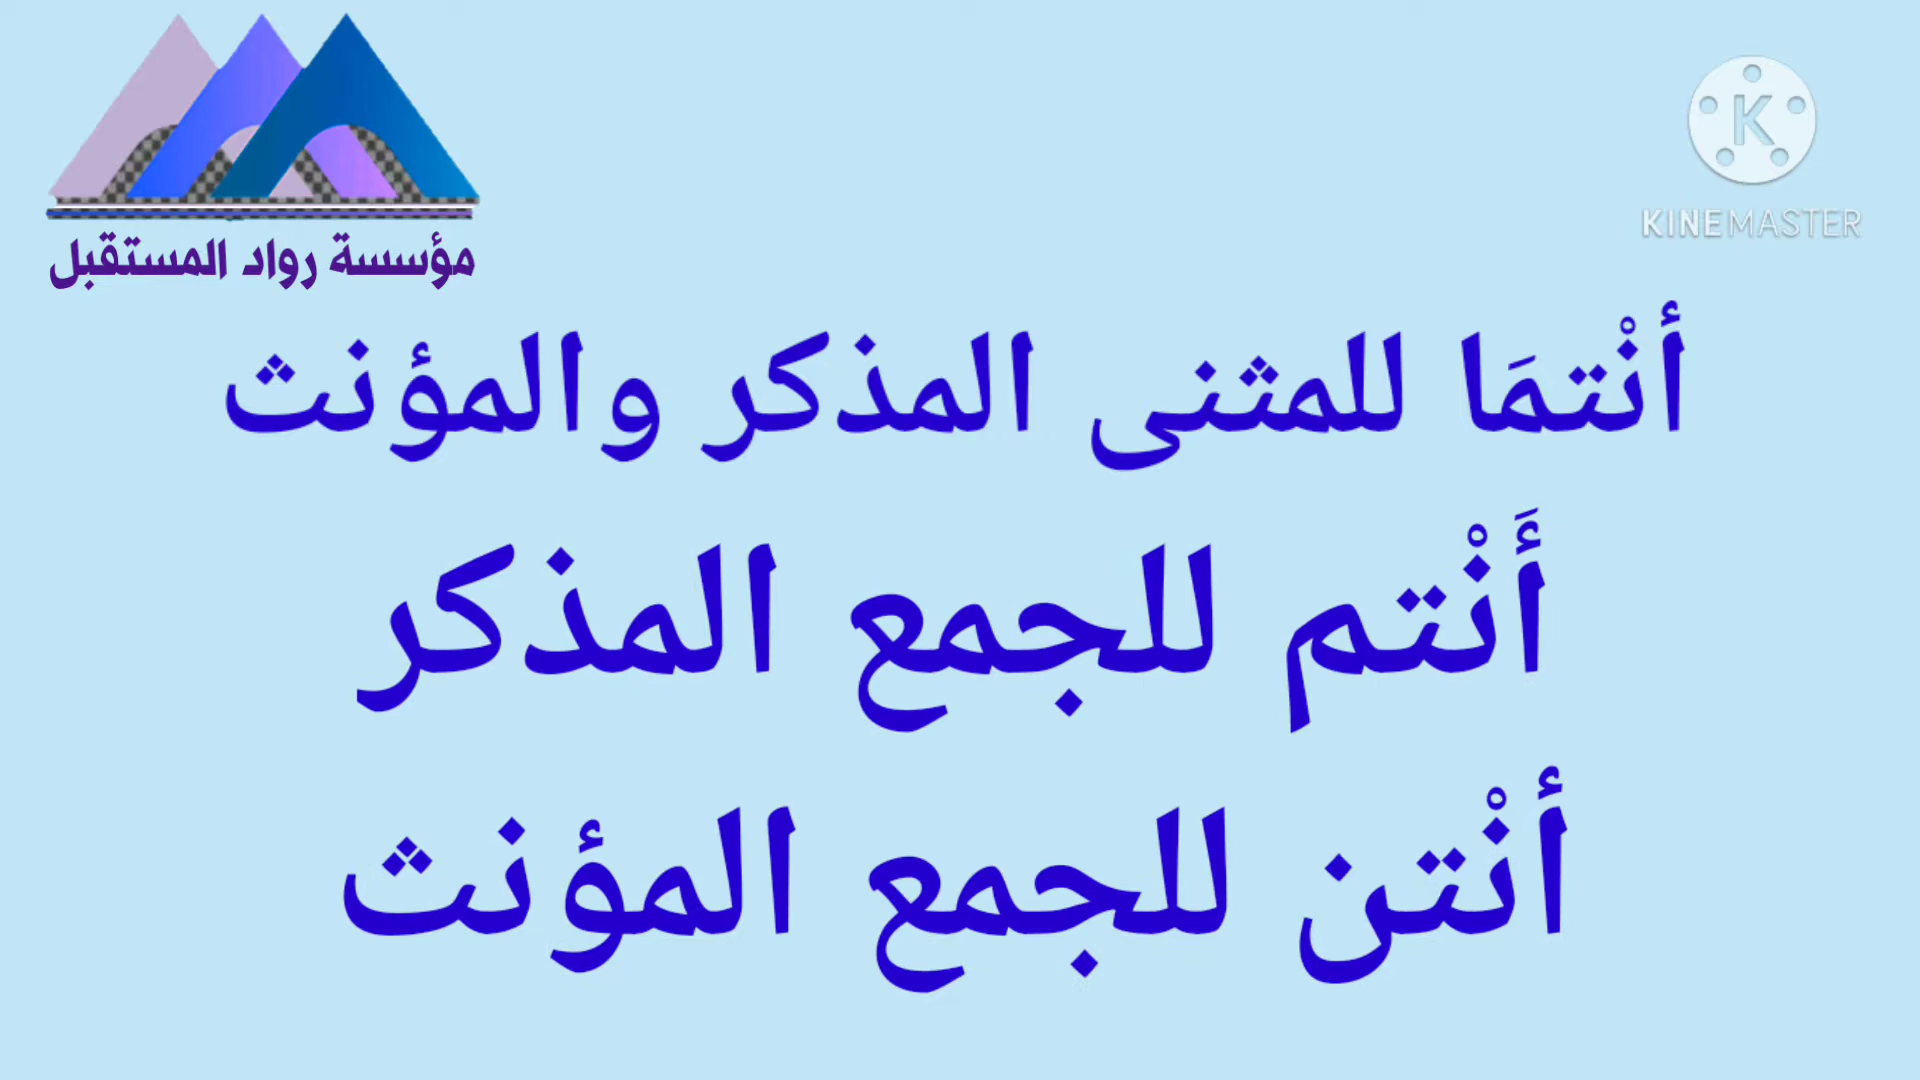 مؤسسة رواد المستقبل
KINEMASTER
أنْتمَا للمثنى المذكر والمؤنث
أَنْتم للجمع المذكر
أنْتن للجمع المؤنث